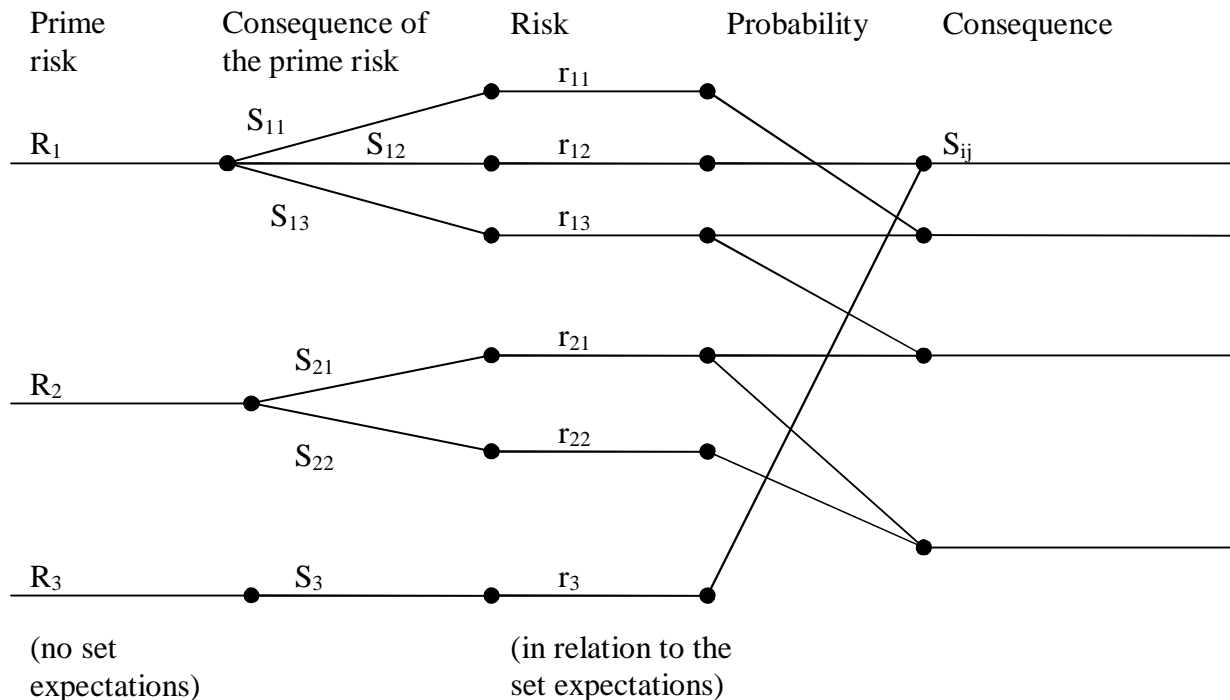 Prime
risk
Consequence of
the prime risk
Risk
Probability
Consequence
r11
S11
R1
S12
r12
Sij
S13
r13
S21
r21
R2
r22
S22
R3
S3
r3
(no set
expectations)
(in relation to the
set expectations)